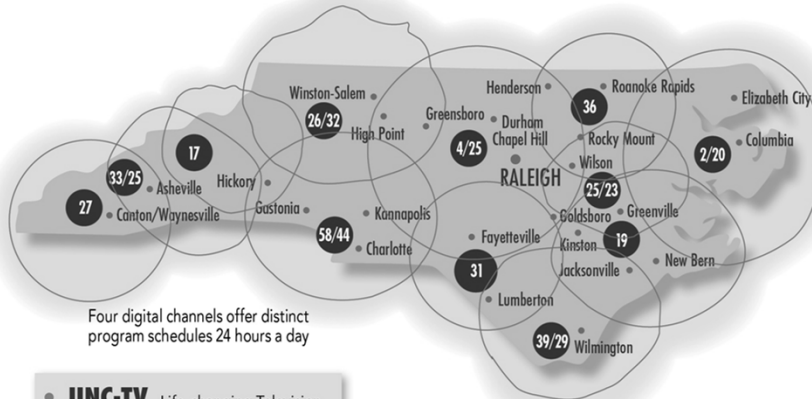 Winston-Salem
26/32
High Point
Greensboro
Durham
Chapel Hill
4/25
RALEIGH
Henderson
Roanoke Rapids
36
Rocky Mount
Wilson
25/23
Elizabeth City
Columbia
2/20
17
33/25
Asheville
Hickory
27
Canton/Waynesville
Gastonia
Kannapolis
58/44
Charlotte
Fayetteville
31
Lumberton
Goldsboro
Greenville
Kinston
19
Jacksonville
New Bern
39/29
Wilmington
Four digital channels offer distinct
program schedules 24 hours a day
UNC-TV